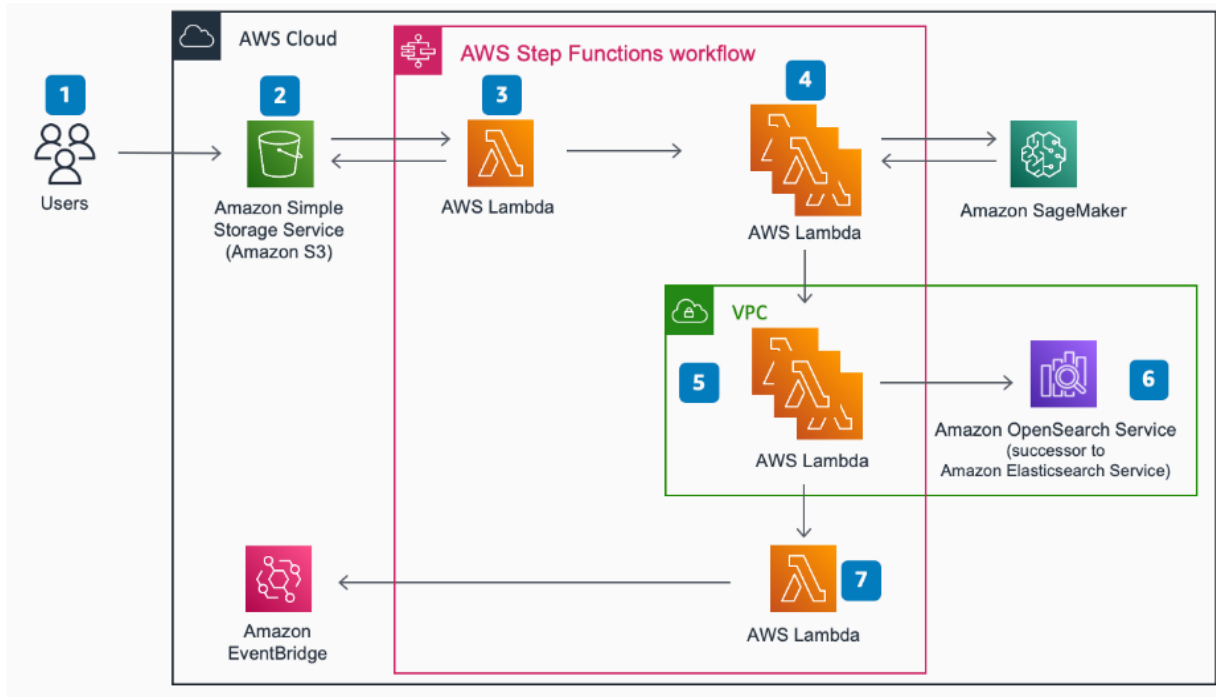 AWS Cloud
AWS Step Functions workflow
1
2
3
4
Users
Amazon Simple
Storage Service
(Amazon S3)
AWS Lambda
AWS Lambda
Amazon SageMaker
VPC
5
6
AWS Lambda
Amazon OpenSearch Service
(successor to
Amazon Elasticsearch Service)
7
Amazon
EventBridge
AWS Lambda